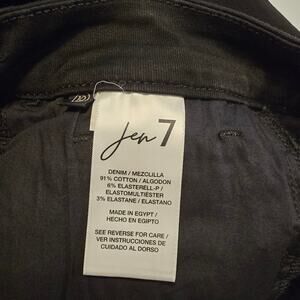 Jen 7
DENIM / MEZCLILLA
91% COTTON / ALGODON
6% ELASTERELL-P /
ELASTOMULTIESTER
3% ELASTANE / ELASTANO
MADE IN EGYPT /
HECHO EN EGIPTO
SEE REVERSE FOR CARE /
VER INSTRUCCIONES DE
CUIDADO AL DORSO